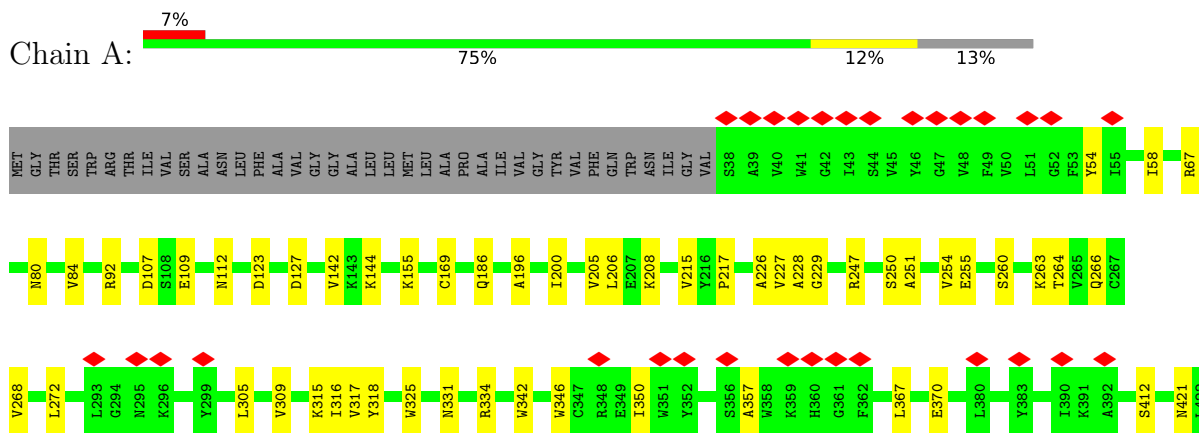 7%
Chain A:
75% 12% 13%
MET GLY THR SER TRP ARG THR ILE VAL SER ALA ASN LEU PHE ALA VAL GLY GLY ALA LEU LEU MET LEU ALA PRO ALA ILE VAL GLY TYR VAL PHE GLN TRP ASN ILE GLY VAL S38 A39 V40 W41 G42 I43 S44 V45 Y46 G47 V48 F49 V50 L51 G52 F53 Y54 I55 I58 R67
N80 V84 R92 D107 S108 E109 N112 D123 D127 V142 K143 K144 K155 C169 Q186 A196 I200 V205 L206 E207 K208 V215 Y216 P217 A226 V227 A228 G229 R247 S250 A251 V254 E255 S260 K263 T264 V265 Q266 C267
V268 L272 L293 G294 N295 K296 Y299 L305 V309 K315 I316 V317 Y318 W325 N331 R334 W342 W346 C347 R348 E349 I350 W351 Y352 S356 A357 W358 K359 H360 G361 F362 L367 E370 L380 Y383 I390 K391 A392 S412 N421